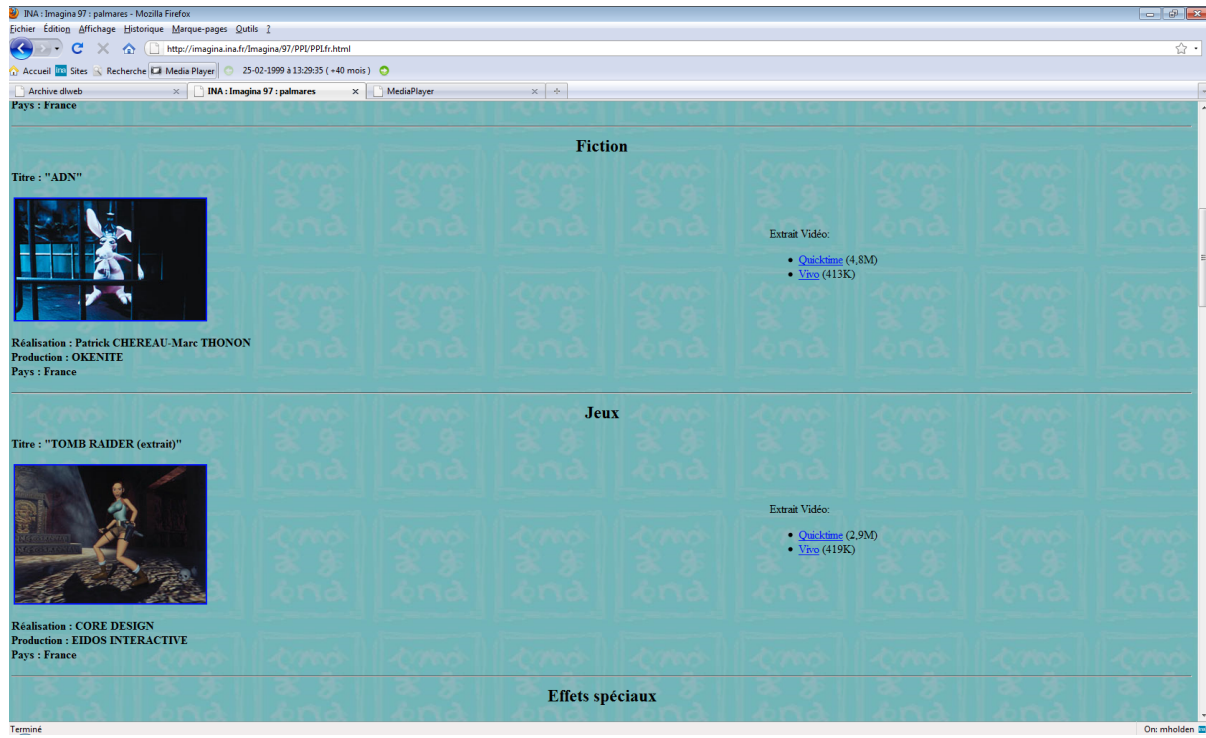 INA : Imagina 97 : palmares - Mozilla Firefox
Fichier Édition Affichage Historique Marque-pages Outils ?
http://imagina.ina.fr/Imagina/97/PPI/PPI.fr.html
Accueil Sites Recherche Media Player 25-02-1999 à 13:29:35 ( +40 mois )
Archive dlweb INA : Imagina 97 : palmares MediaPlayer
Pays : France
Fiction
Titre : "ADN"
Extrait Vidéo:
• Quicktime (4,8M)
• Vivo (413K)
Réalisation : Patrick CHEREAU-Marc THONON
Production : OKENITE
Pays : France
Jeux
Titre : "TOMB RAIDER (extrait)"
Extrait Vidéo:
• Quicktime (2,9M)
• Vivo (419K)
Réalisation : CORE DESIGN
Production : EIDOS INTERACTIVE
Pays : France
Effets spéciaux
Terminé
On: mholden